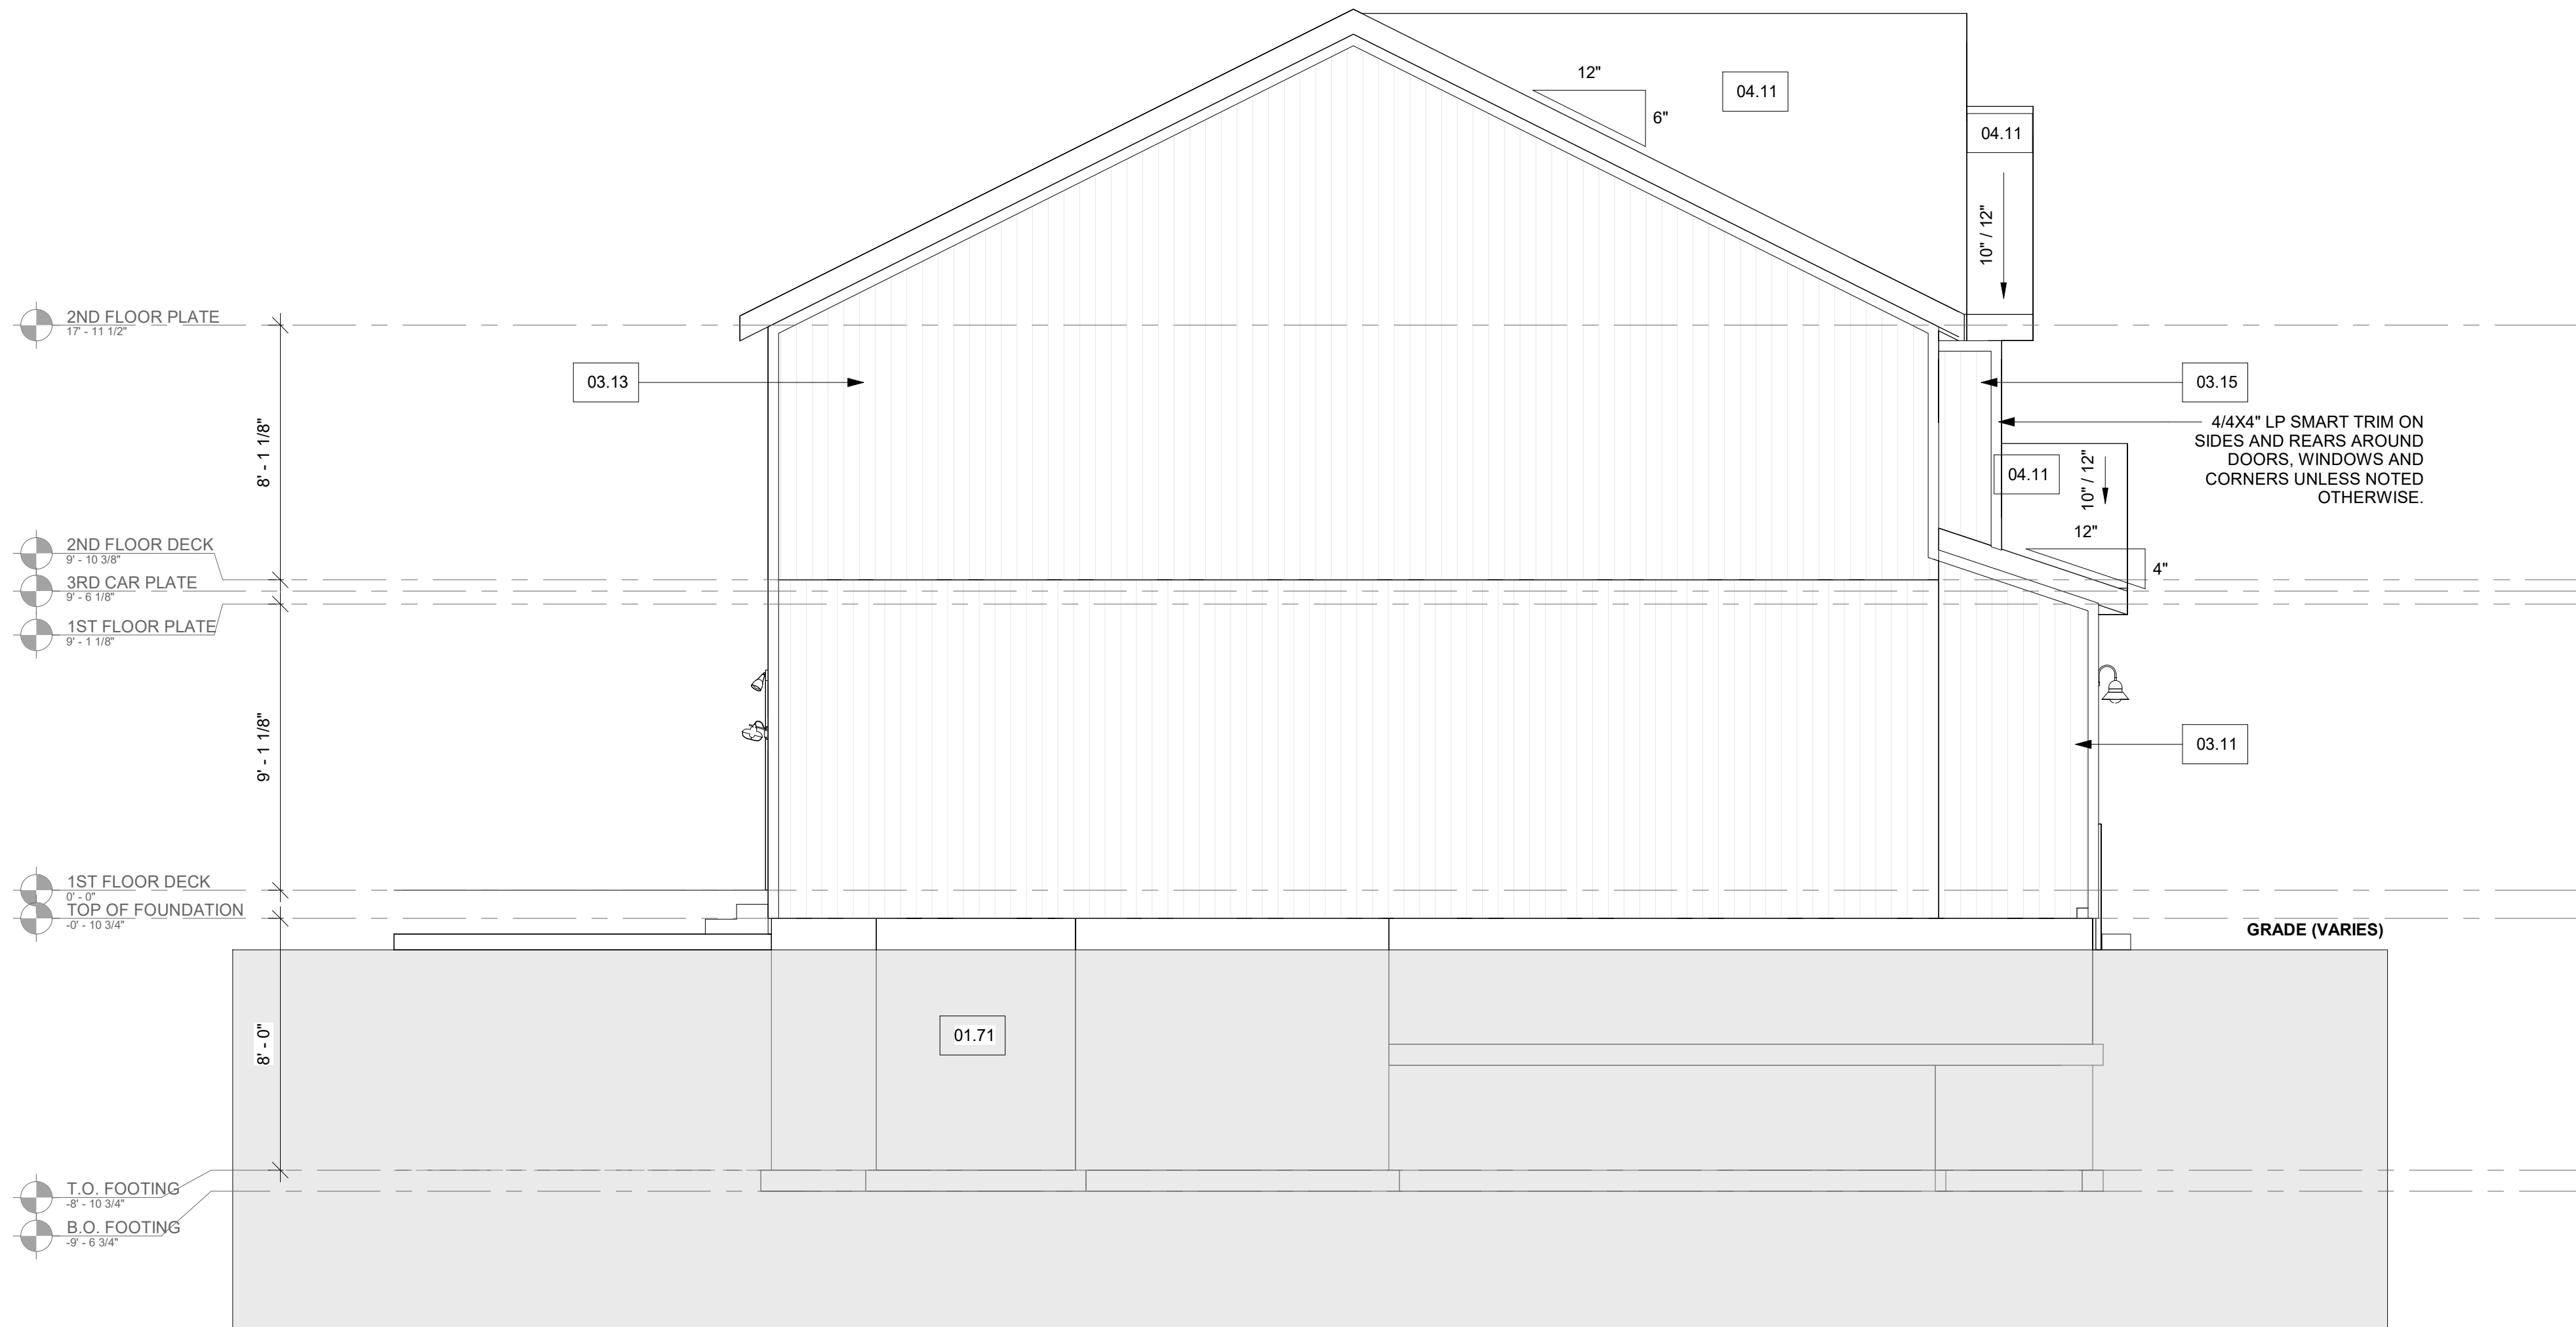 12"
04.11
6"
04.11
10" / 12"
2ND FLOOR PLATE
17' - 11 1/2"
03.13
03.15
8' - 1 1/8"
4/4X4" LP SMART TRIM ON
SIDES AND REARS AROUND
DOORS, WINDOWS AND
CORNERS UNLESS NOTED
OTHERWISE.
04.11
10" / 12"
12"
4"
2ND FLOOR DECK
9' - 10 3/8"
3RD CAR PLATE
9' - 6 1/8"
1ST FLOOR PLATE
9' - 1 1/8"
9' - 1 1/8"
03.11
1ST FLOOR DECK
0' - 0"
TOP OF FOUNDATION
-0' - 10 3/4"
GRADE (VARIES)
8' - 0"
01.71
T.O. FOOTING
-8' - 10 3/4"
B.O. FOOTING
-9' - 6 3/4"